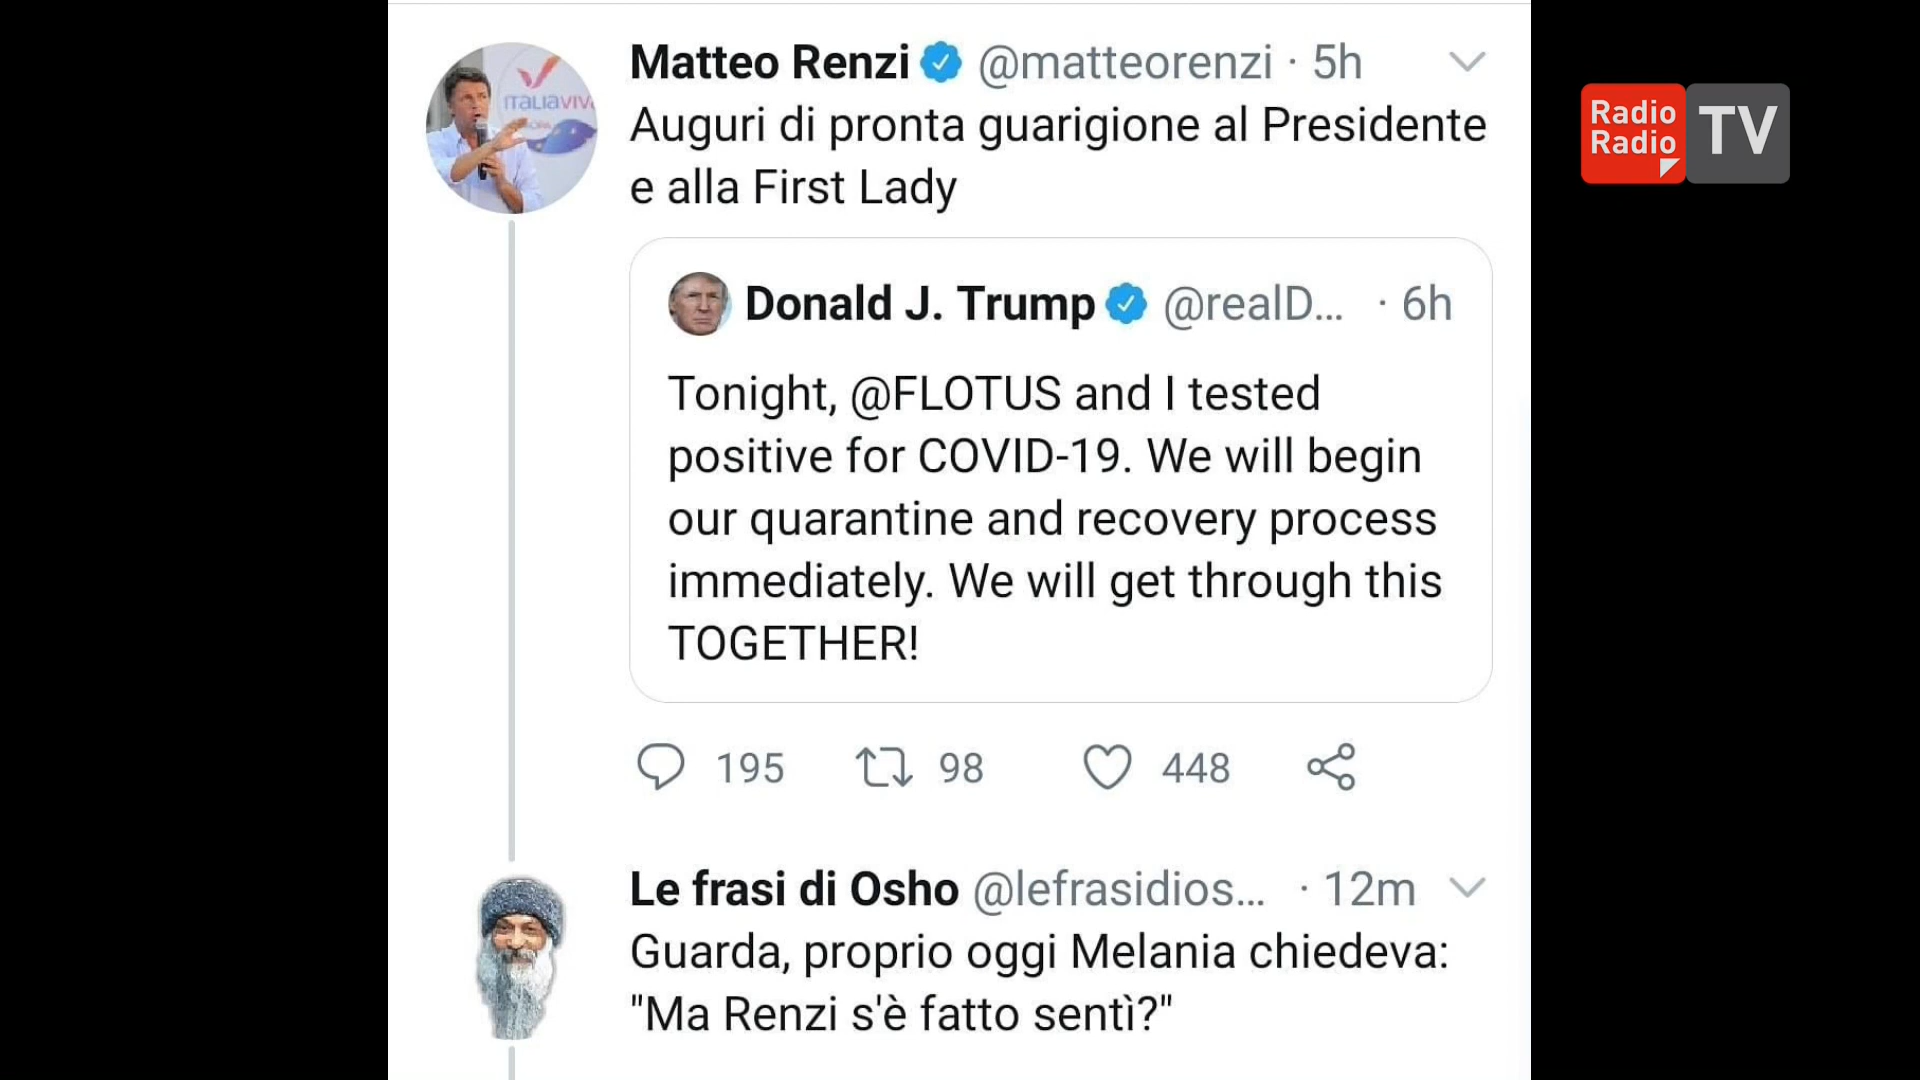 Matteo Renzi @matteorenzi · 5h
Auguri di pronta guarigione al Presidente
e alla First Lady
ITALIAVIV
Donald J. Trump @realD... · 6h
Tonight, @FLOTUS and I tested
positive for COVID-19. We will begin
our quarantine and recovery process
immediately. We will get through this
TOGETHER!
195 98 448
Le frasi di Osho @lefrasidios... · 12m
Guarda, proprio oggi Melania chiedeva:
"Ma Renzi s'è fatto sentì?"
Radio
Radio
TV